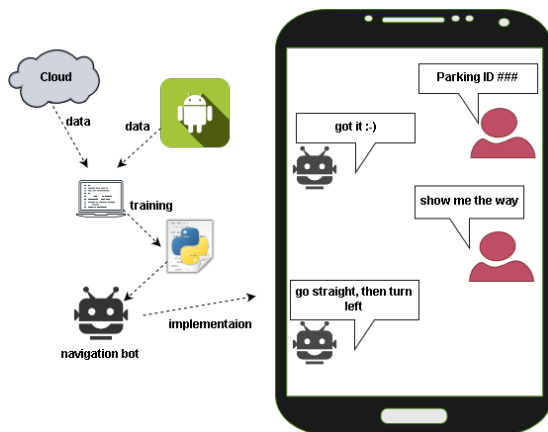 Cloud
data
data
training
navigation bot
implementaion
Parking ID ###
got it :-)
show me the way
go straight, then turn
left